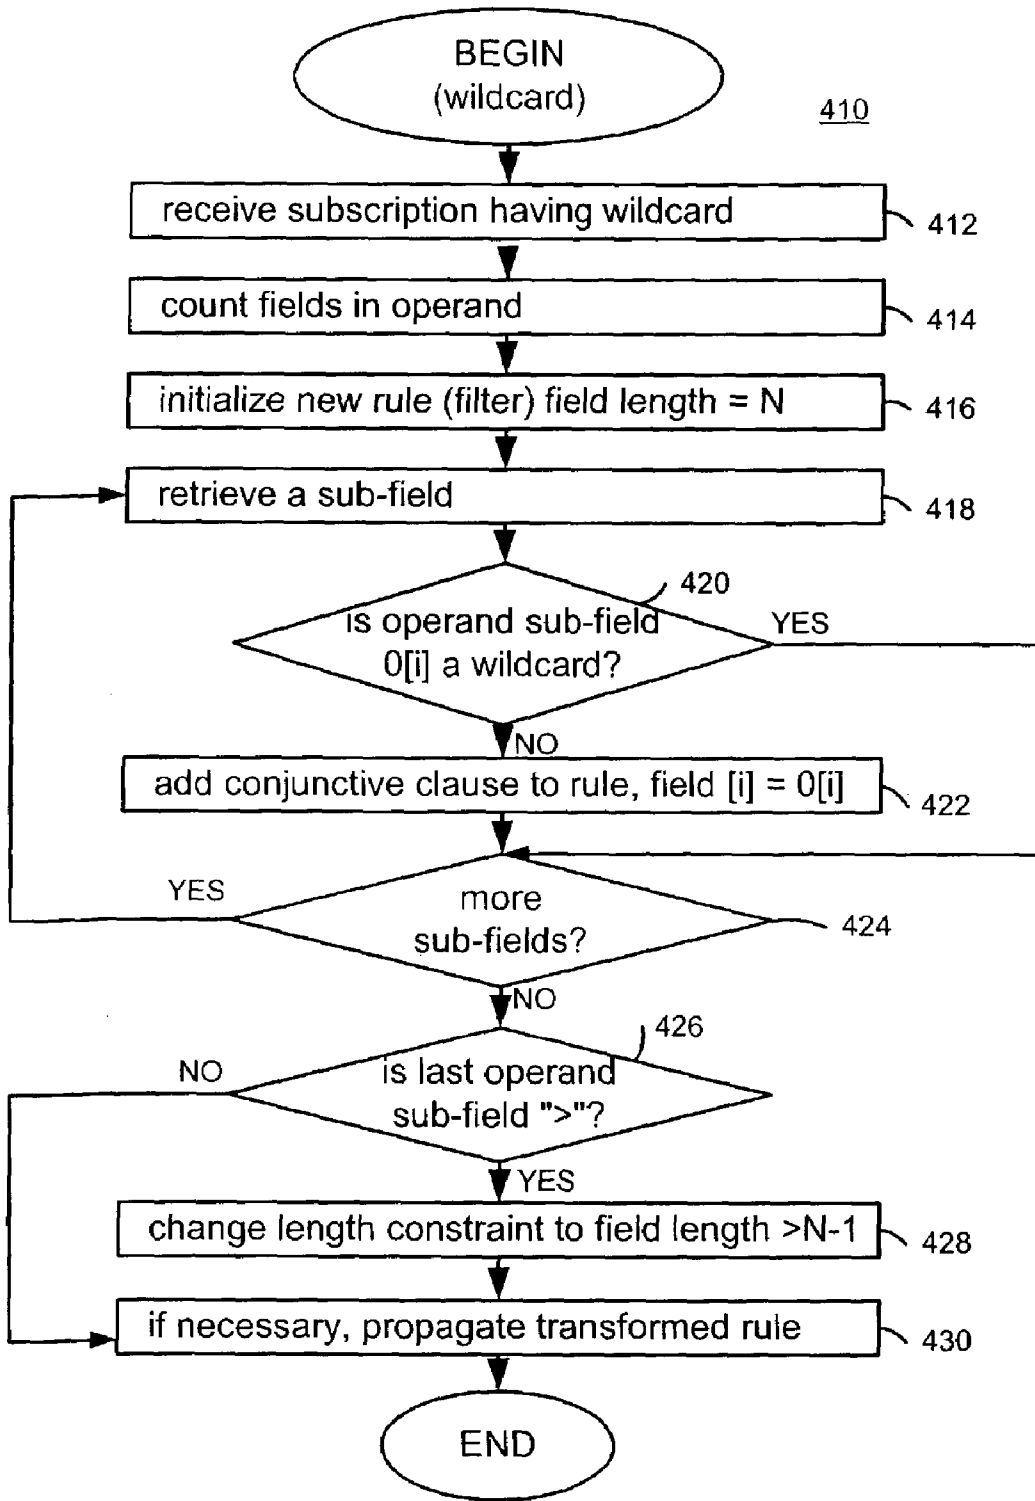 BEGIN
(wildcard)
410
receive subscription having wildcard
412
count fields in operand
414
initialize new rule (filter) field length = N
416
retrieve a sub-field
418
420
is operand sub-field
0[i] a wildcard?
YES
NO
add conjunctive clause to rule, field [i] = 0[i]
422
YES
more
sub-fields?
424
NO
426
NO
is last operand
sub-field ">"?
YES
change length constraint to field length >N-1
428
if necessary, propagate transformed rule
430
END